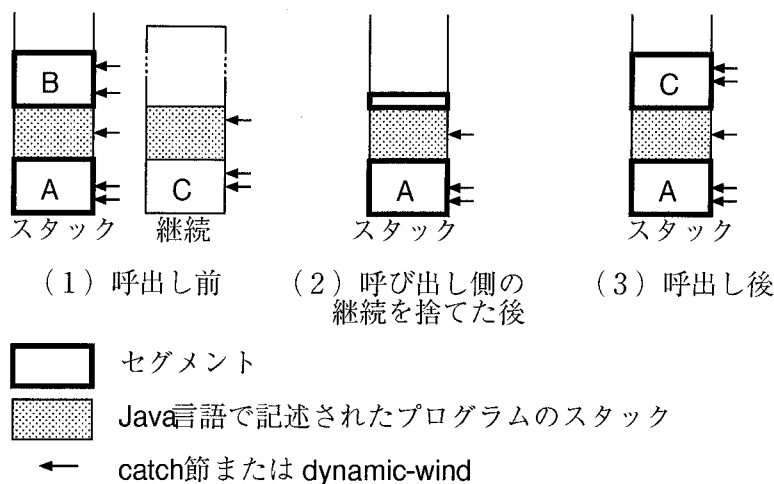 B
A
C
スタック
継続
(1)呼出し前
A
スタック
(2)呼び出し側の
継続を捨てた後
C
A
スタック
(3)呼出し後
セグメント
Java言語で記述されたプログラムのスタック
catch節または dynamic-wind